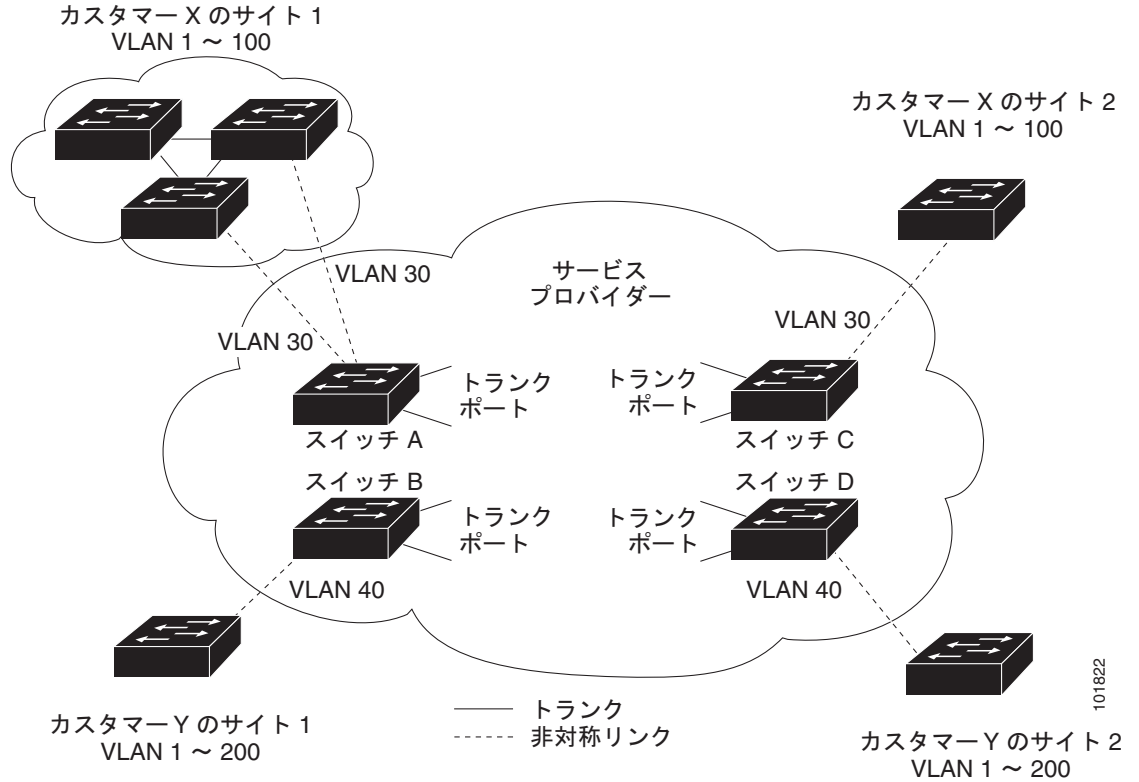 カスタマー X のサイト 1
VLAN 1 ～ 100
カスタマー X のサイト 2
VLAN 1 ～ 100
VLAN 30
サービス
プロバイダー
VLAN 30
VLAN 30
トランク
ポート
トランク
ポート
スイッチ A
スイッチ C
スイッチ B
スイッチ D
トランク
ポート
トランク
ポート
VLAN 40
VLAN 40
101822
カスタマー Y のサイト 1
VLAN 1 ～ 200
トランク
非対称リンク
カスタマー Y のサイト 2
VLAN 1 ～ 200